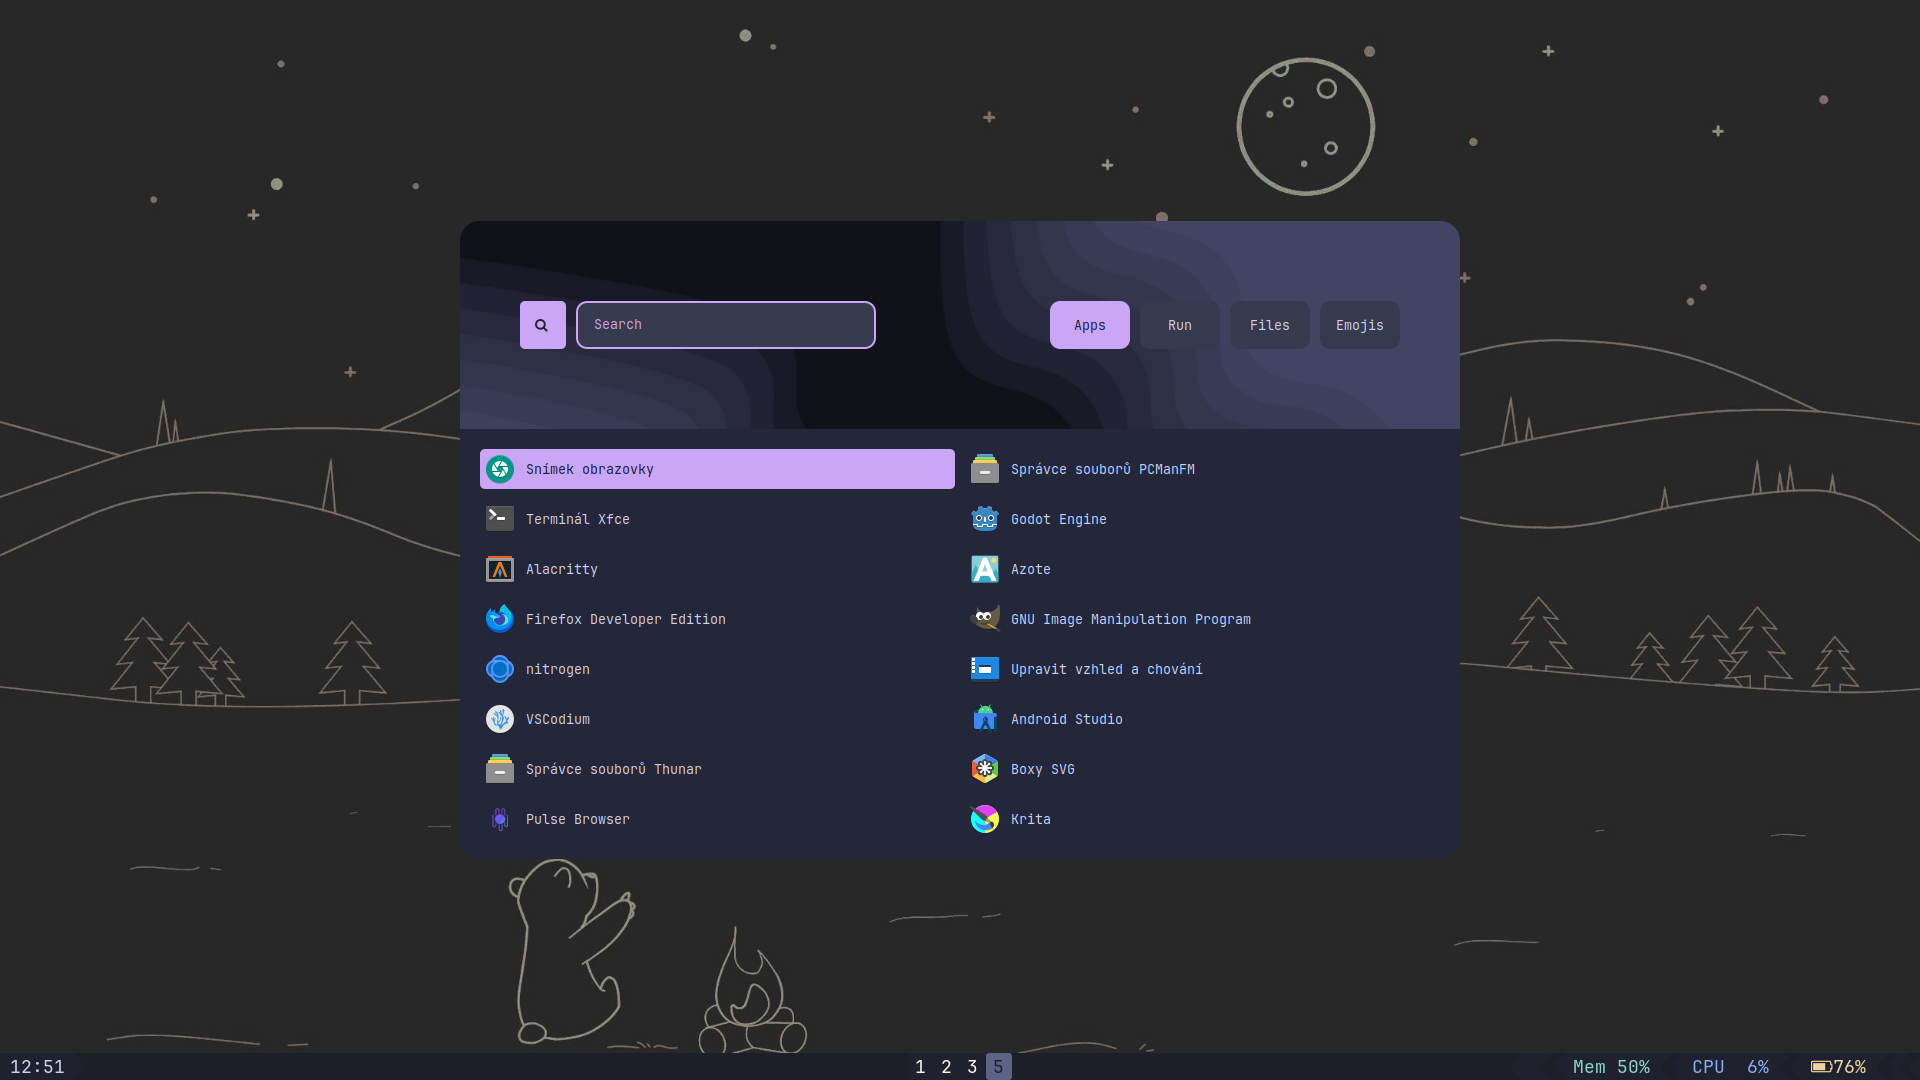 Search
Apps Run Files Emojis
Snímek obrazovky
Terminál Xfce
Alacritty
Firefox Developer Edition
nitrogen
VSCodium
Správce souborů Thunar
Pulse Browser
Správce souborů PCManFM
Godot Engine
Azote
GNU Image Manipulation Program
Upravit vzhled a chování
Android Studio
Boxy SVG
Krita
12:51
1 2 3 5
Mem 50% CPU 6% 76%